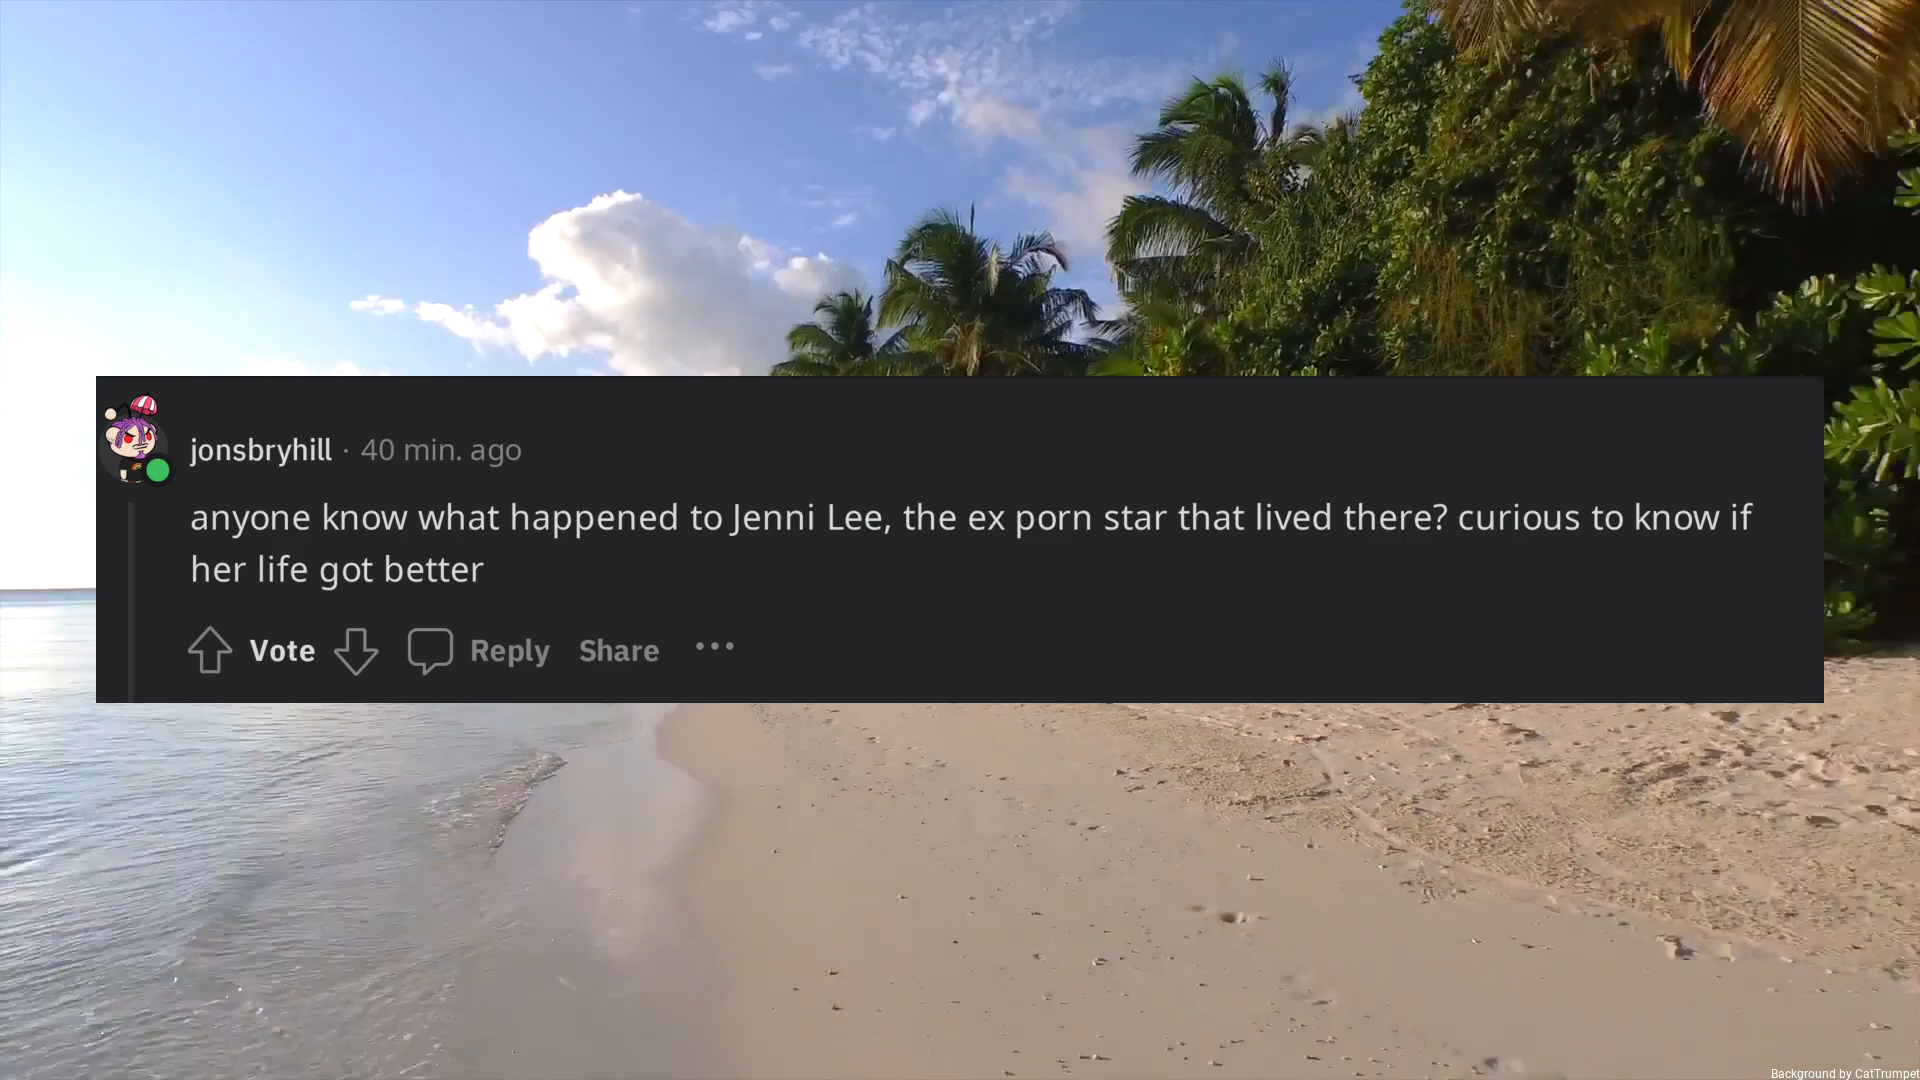 jonsbryhill · 40 min. ago
anyone know what happened to Jenni Lee, the ex porn star that lived there? curious to know if
her life got better
Vote Reply Share ···
Background by CatTrumpet